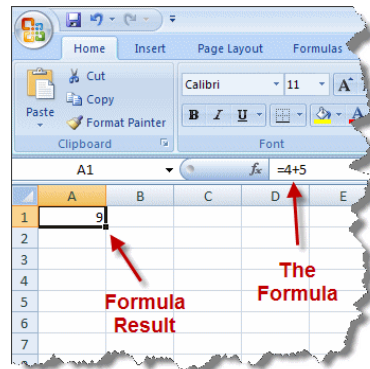 Home Insert Page Layout Formulas
Cut
Copy
Paste
Format Painter
Clipboard
Calibri 11 A
B I U A
Font
A1 fx =4+5
A B C D E
1 9
2
3
4
5
6
7
The
Formula
Formula
Result